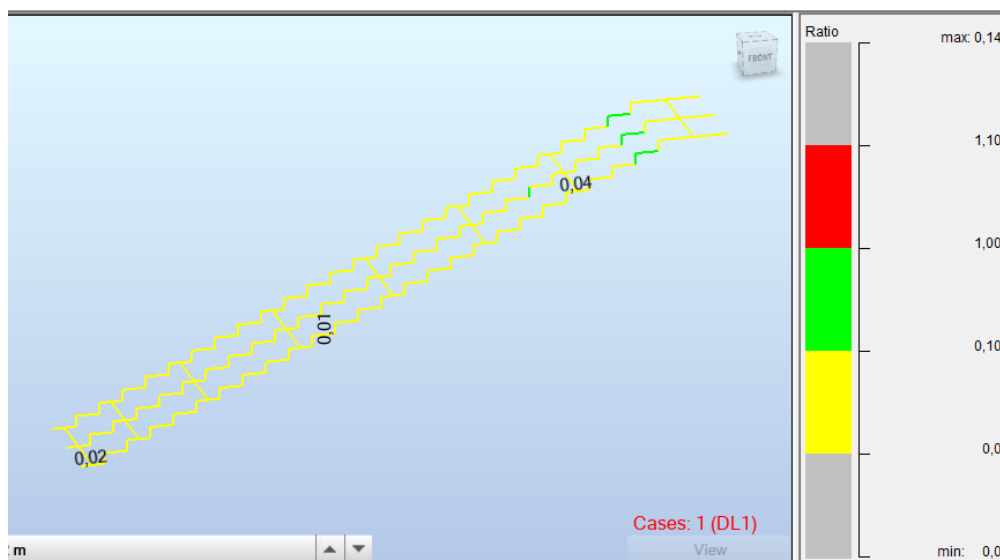 Ratio
max: 0,14
FRONT
1,10
0,04
1,00
0,01
0,10
0,02
0,0
Cases: 1 (DL1)
m
View
min: 0,0